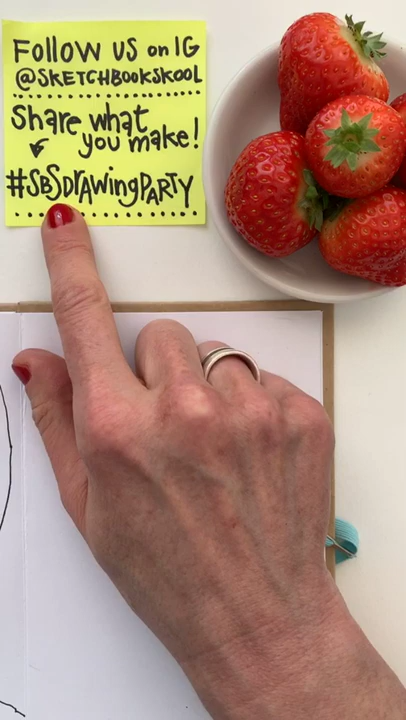 Follow us on IG
@SKETCHBOOKSKOOL
Share what
you make!
#SBSDRAWingPARTY